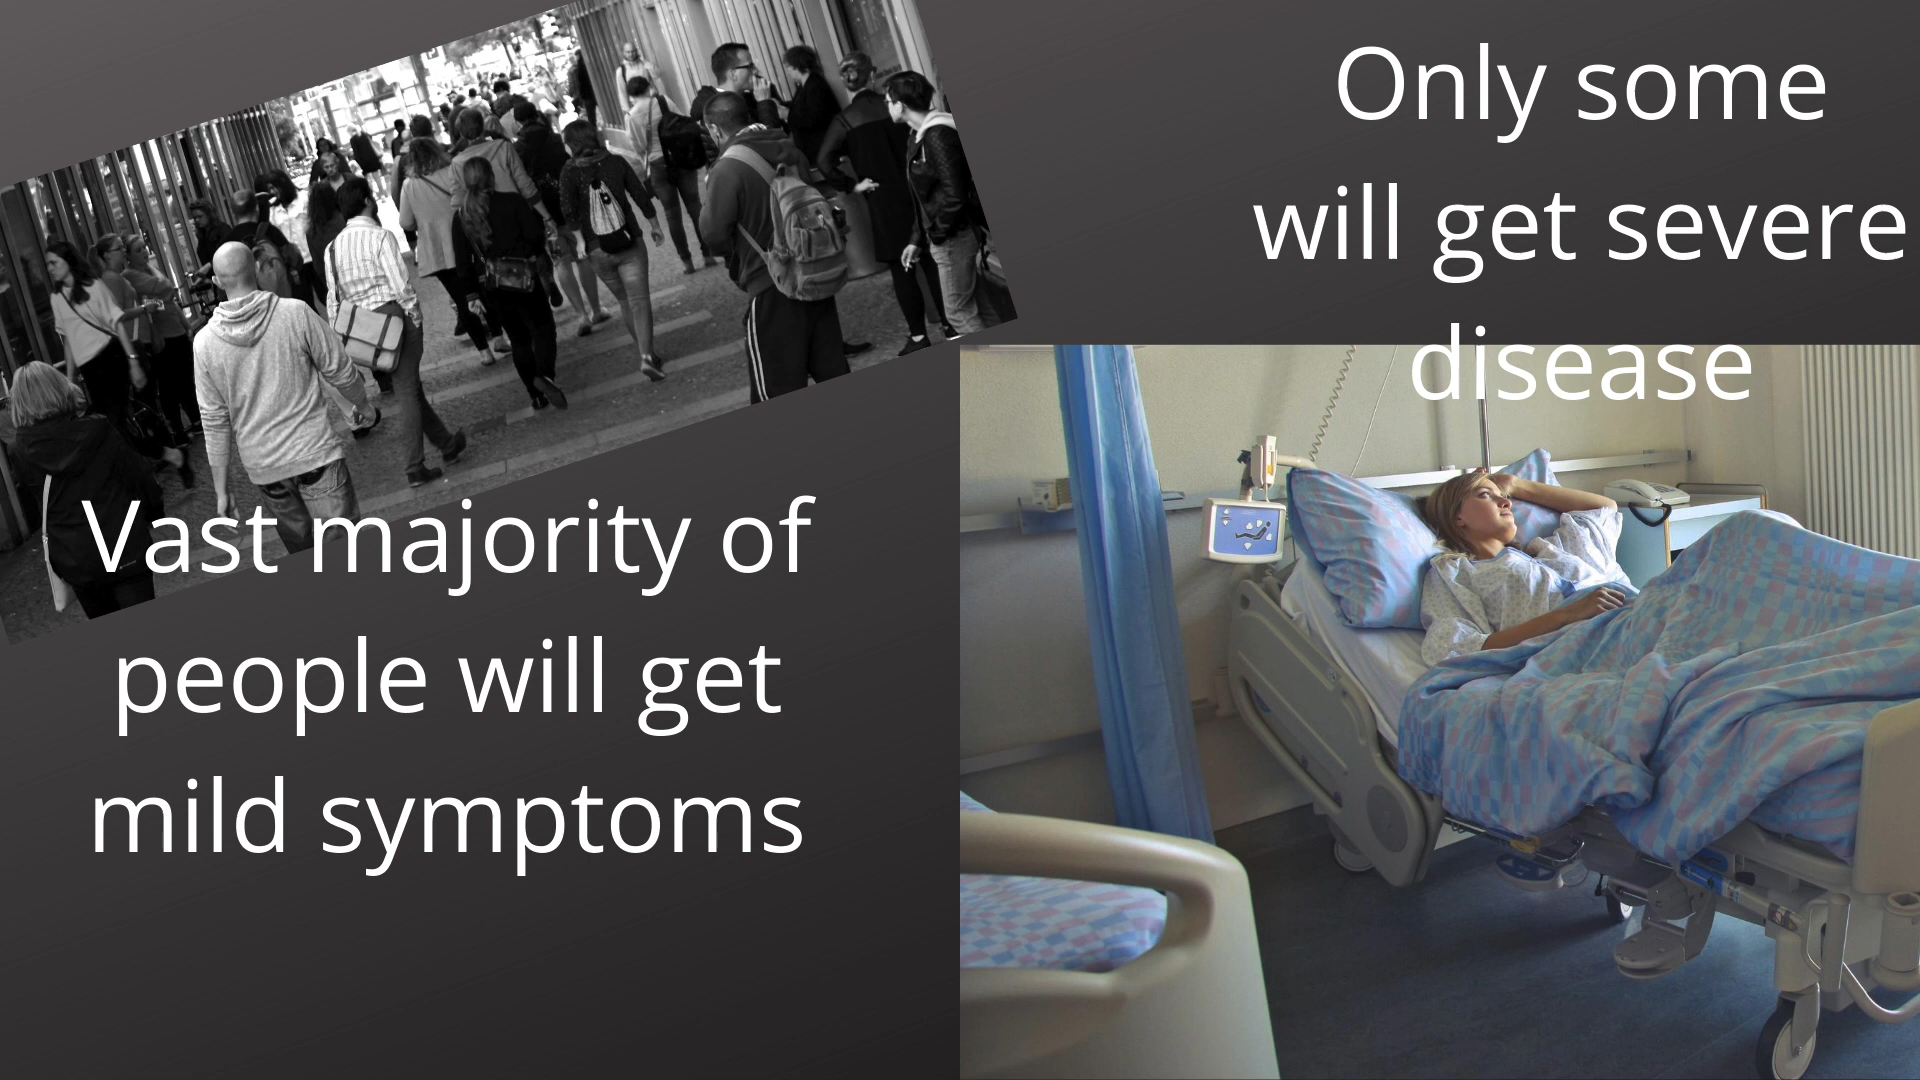 Vast majority of
people will get
mild symptoms
Only some
will get severe
disease